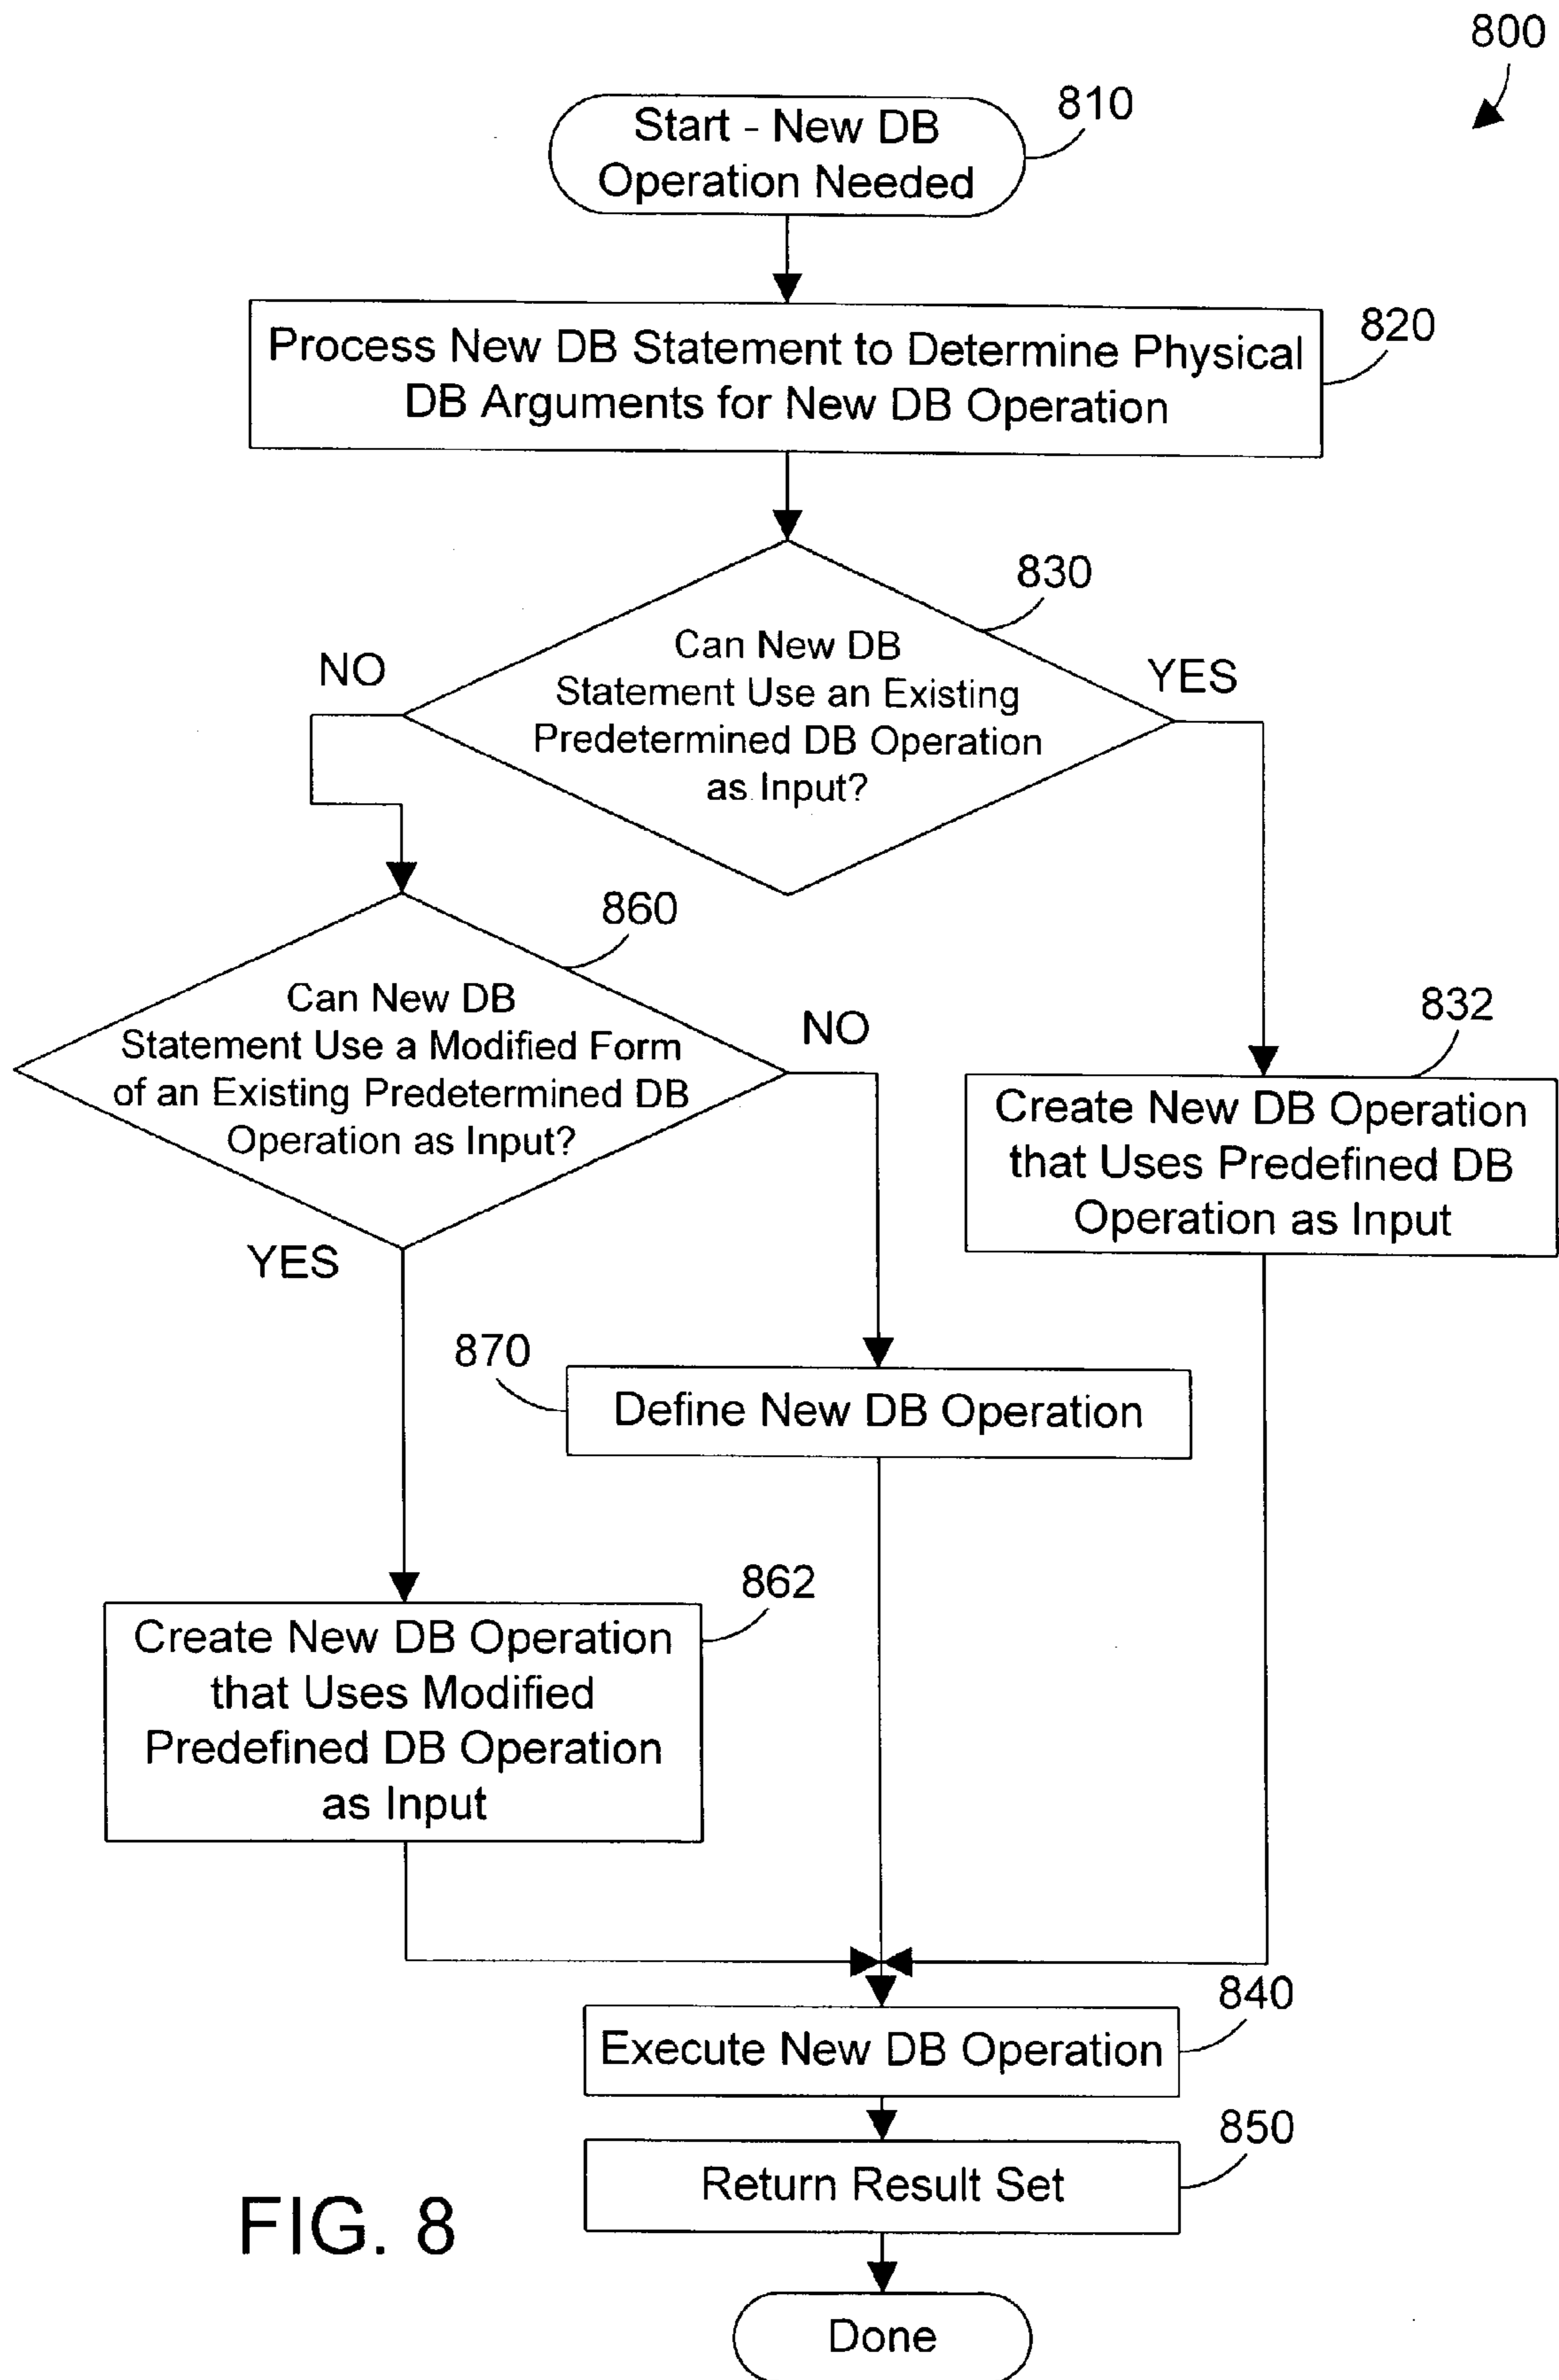 800
810
Start - New DB
Operation Needed
820
Process New DB Statement to Determine Physical
DB Arguments for New DB Operation
830
NO
YES
Can New DB
Statement Use an Existing
Predetermined DB Operation
as Input?
860
Can New DB
Statement Use a Modified Form
of an Existing Predetermined DB
Operation as Input?
NO
YES
832
Create New DB Operation
that Uses Predefined DB
Operation as Input
870
Define New DB Operation
862
Create New DB Operation
that Uses Modified
Predefined DB Operation
as Input
840
Execute New DB Operation
850
Return Result Set
FIG. 8
Done